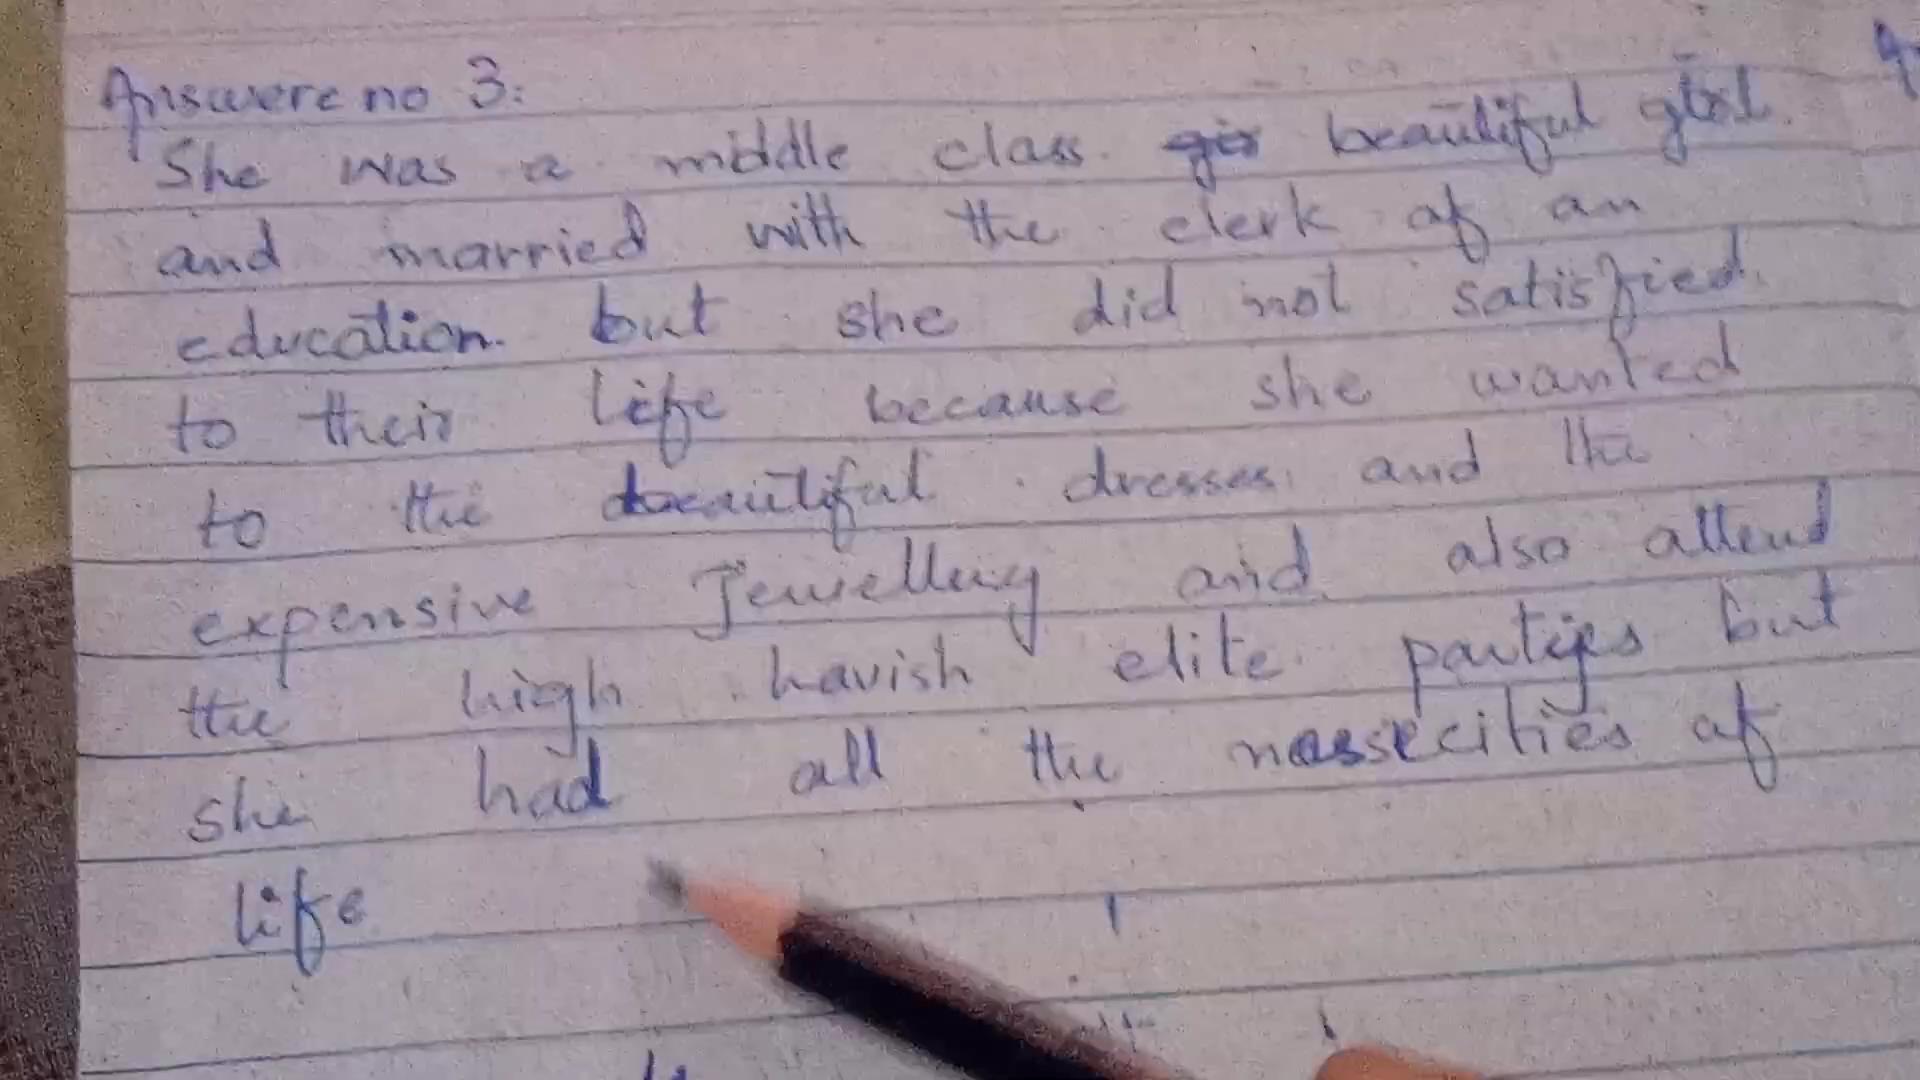 Answere no 3:
She was a middle class beautiful girl
and married with the clerk of an
education. but she did not satisfied
to their life because she wanted
to the beautiful dresses and the
expensive Jewellery and also attend
the high havish elite parties but
she had all the nessecities of
life